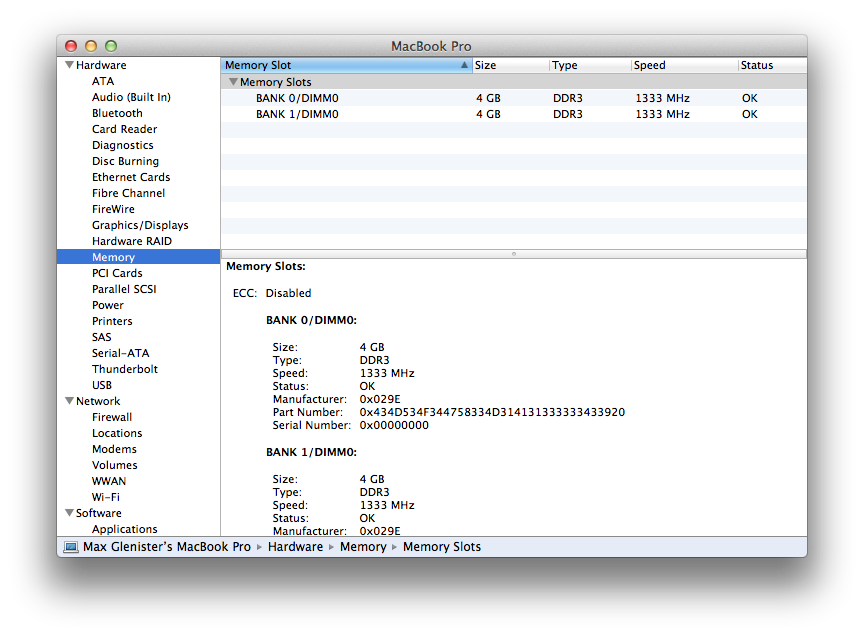 MacBook Pro
Hardware
ATA
Audio (Built In)
Bluetooth
Card Reader
Diagnostics
Disc Burning
Ethernet Cards
Fibre Channel
FireWire
Graphics/Displays
Hardware RAID
Memory
PCI Cards
Parallel SCSI
Power
Printers
SAS
Serial-ATA
Thunderbolt
USB
Network
Firewall
Locations
Modems
Volumes
WWAN
Wi-Fi
Software
Applications
Memory Slot Size Type Speed Status
Memory Slots
BANK 0/DIMM0 4 GB DDR3 1333 MHz OK
BANK 1/DIMM0 4 GB DDR3 1333 MHz OK
Memory Slots:
ECC: Disabled
BANK 0/DIMM0:
Size: 4 GB
Type: DDR3
Speed: 1333 MHz
Status: OK
Manufacturer: 0x029E
Part Number: 0x434D534F344758334D314131333333433920
Serial Number: 0x00000000
BANK 1/DIMM0:
Size: 4 GB
Type: DDR3
Speed: 1333 MHz
Status: OK
Manufacturer: 0x029E
Max Glenister's MacBook Pro Hardware Memory Memory Slots